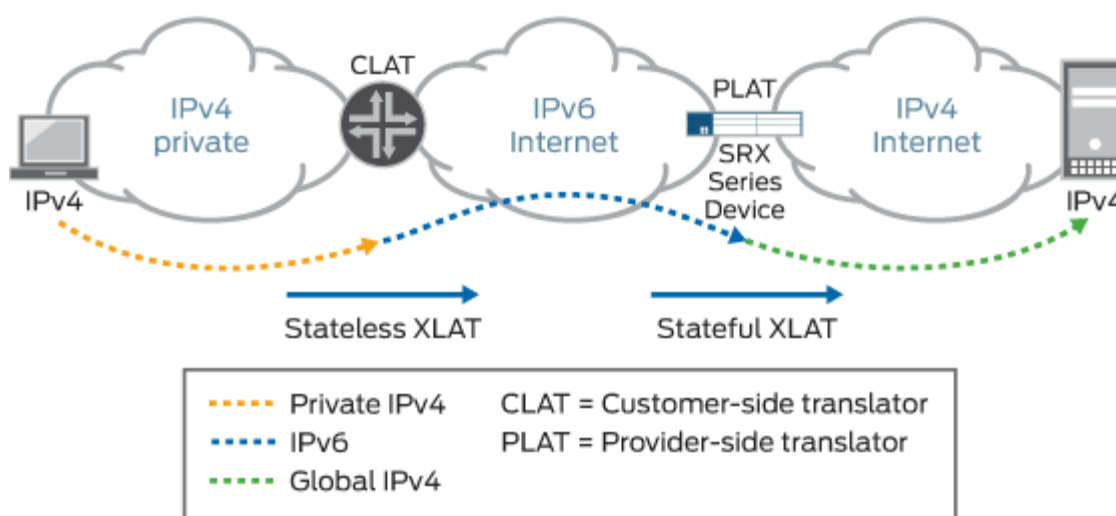 CLAT
IPv4
private
IPv6
Internet
PLAT
IPv4
Internet
SRX
Series
Device
IPv4
IPv4
Stateless XLAT
Stateful XLAT
Private IPv4
IPv6
Global IPv4
CLAT = Customer-side translator
PLAT = Provider-side translator